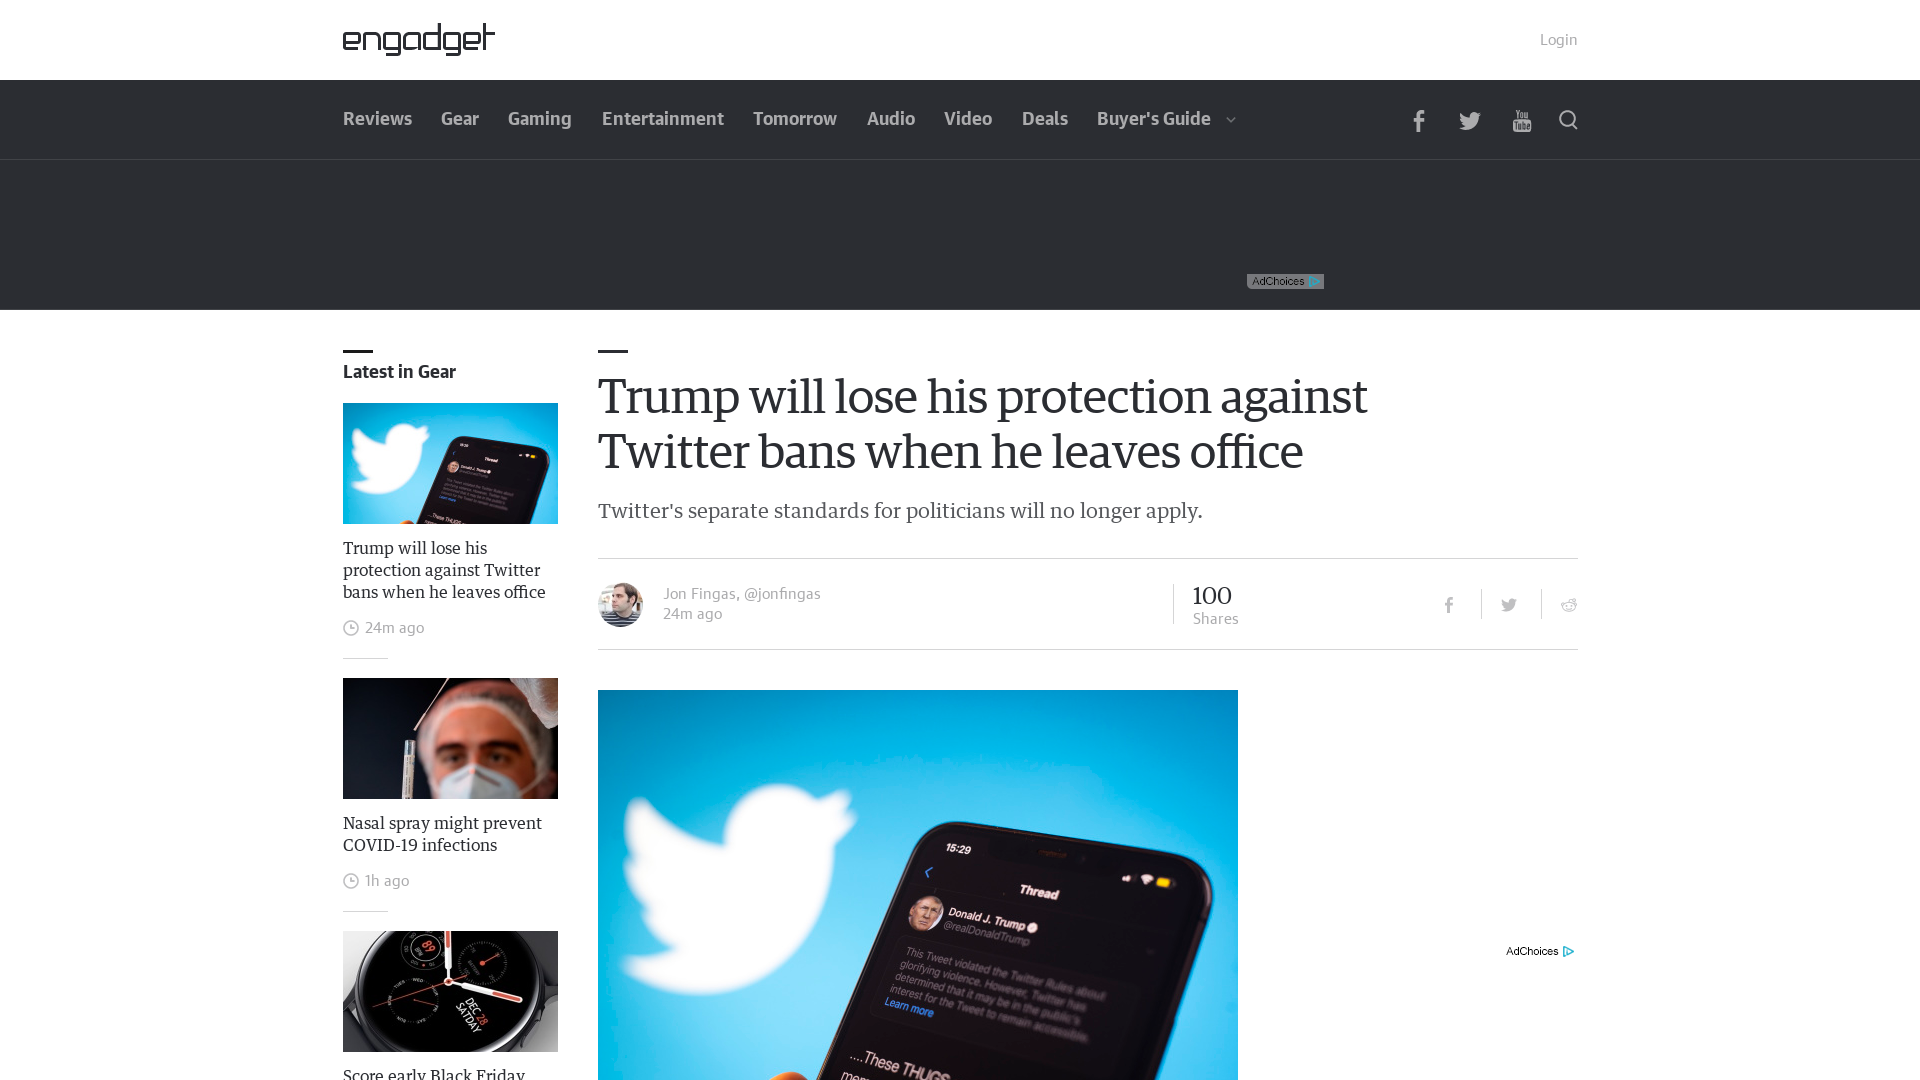 engadget
Login
Reviews Gear Gaming Entertainment Tomorrow Audio Video Deals Buyer's Guide
AdChoices
Latest in Gear
Trump will lose his
protection against Twitter
bans when he leaves office
24m ago
Nasal spray might prevent
COVID-19 infections
1h ago
Score early Black Friday
Trump will lose his protection against
Twitter bans when he leaves office
Twitter's separate standards for politicians will no longer apply.
Jon Fingas, @jonfingas
24m ago
100
Shares
15:29
Thread
Donald J. Trump
@realDonaldTrump
This Tweet violated the Twitter Rules about
glorifying violence. However, Twitter has
determined that it may be in the public's
interest for the Tweet to remain accessible.
Learn more
....These THUGS
AdChoices